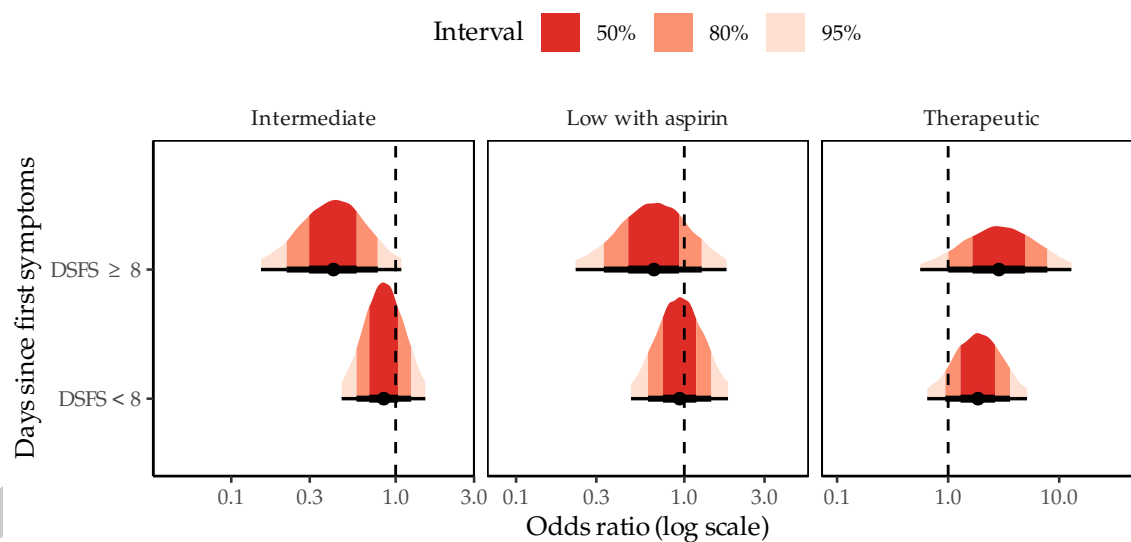 Interval 50% 80% 95%
Intermediate Low with aspirin Therapeutic
Days since first symptoms
DSFS ≥ 8
DSFS < 8
0.1 0.3 1.0 3.0 0.1 0.3 1.0 3.0 0.1 1.0 10.0
Odds ratio (log scale)